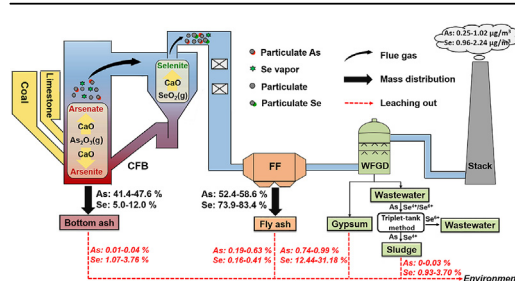 As: 0.25-1.02 µg/m³
Se: 0.96-2.24 µg/m³
Selenite
CaO
SeO₂(g)
Particulate As
Se vapor
Particulate
Particulate Se
Flue gas
Mass distribution
Leaching out
Coal
Limestone
Arsenate
CaO
As₂O₃(g)
CaO
Arsenite
CFB
FF
WFGD
Stack
As: 41.4-47.6 %
Se: 5.0-12.0 %
As: 52.4-58.6 %
Se: 73.9-83.4 %
Bottom ash
Fly ash
Gypsum
Wastewater
As Se⁴⁺/Se⁶⁺
Triplet-tank
method
Se⁶⁺
Wastewater
As Se⁴⁺
Sludge
As: 0.01-0.04 %
Se: 1.07-3.76 %
As: 0.19-0.63 %
Se: 0.16-0.41 %
As: 0.74-0.99 %
Se: 12.44-31.18 %
As: 0-0.03 %
Se: 0.93-3.70 %
Environment